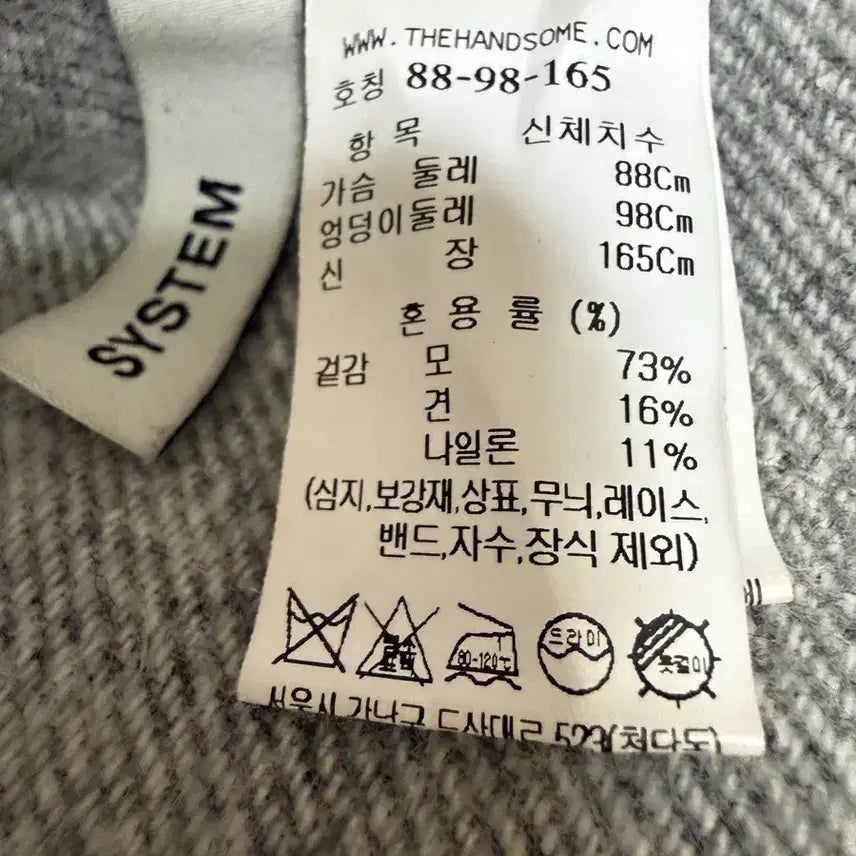 SYSTEM
WWW.THEHANDSOME.COM
호칭 88-98-165
항 목 신체치수
가슴 둘레 88Cm
엉덩이둘레 98Cm
신 장 165Cm
혼 용 률 (%)
겉감 모 73%
견 16%
나일론 11%
(심지,보강재,상표,무늬,레이스,
밴드,자수,장식 제외)
80-120℃ 드라이 옷걸이
서울시 강남구 도산대로 523(청담동)